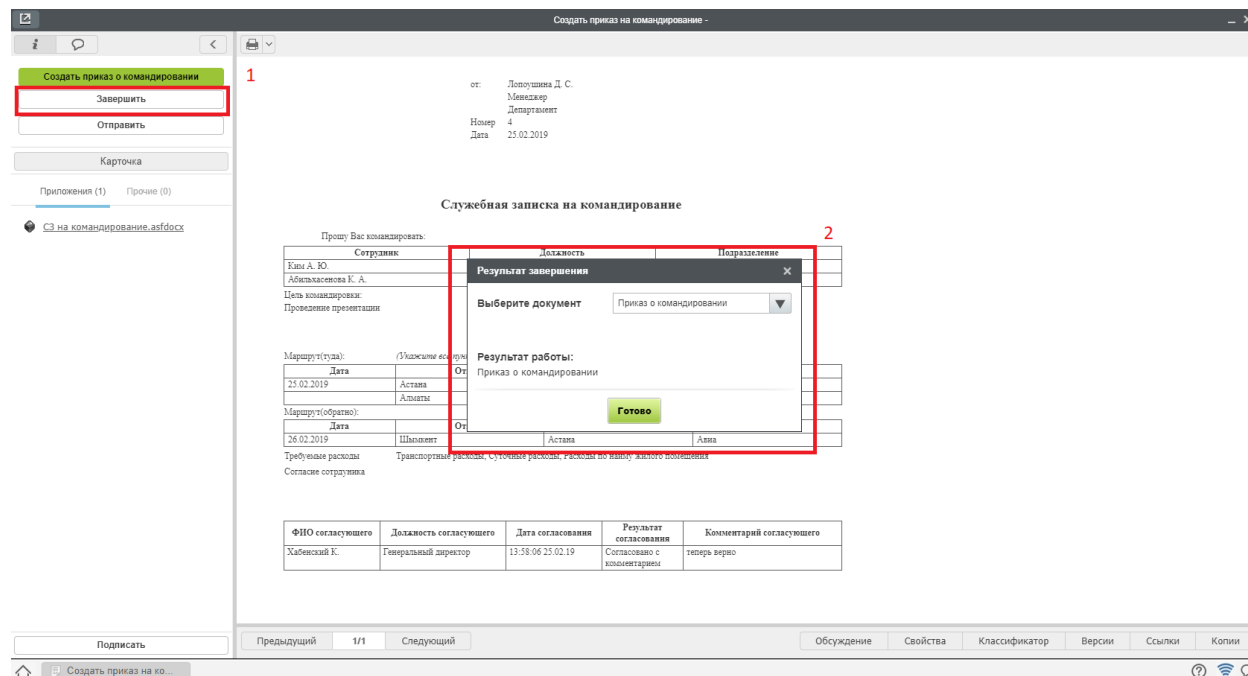 Создать приказ на командирование -
Создать приказ о командировании
Завершить
Отправить
Карточка
Приложения (1) Прочие (0)
СЗ на командирование.asfdocx
Подписать
1
от: Лопоушина Д. С.
Менеджер
Департамент
Номер 4
Дата 25.02.2019
Служебная записка на командирование
2
Прошу Вас командировать:
Сотрудник Должность Подразделение
Ким А. Ю.
Абильхасенова К. А.
Цель командировки:
Проведение презентации
Результат завершения
Выберите документ Приказ о командировании
Результат работы:
Приказ о командировании
Готово
Маршрут(туда): (Укажите все
Дата От
25.02.2019 Астана
Алматы
Маршрут(обратно):
Дата От
26.02.2019 Шымкент Астана Авиа
Требуемые расходы Транспортные расходы, Суточные расходы, Расходы по найму жилого помещения
Согласие сотрудника
ФИО согласующего Должность согласующего Дата согласования Результат согласования Комментарий согласующего
Хабенский К. Генеральный директор 13:58:06 25.02.19 Согласовано с комментарием теперь верно
Предыдущий 1/1 Следующий Обсуждение Свойства Классификатор Версии Ссылки Копии
Создать приказ на ко...